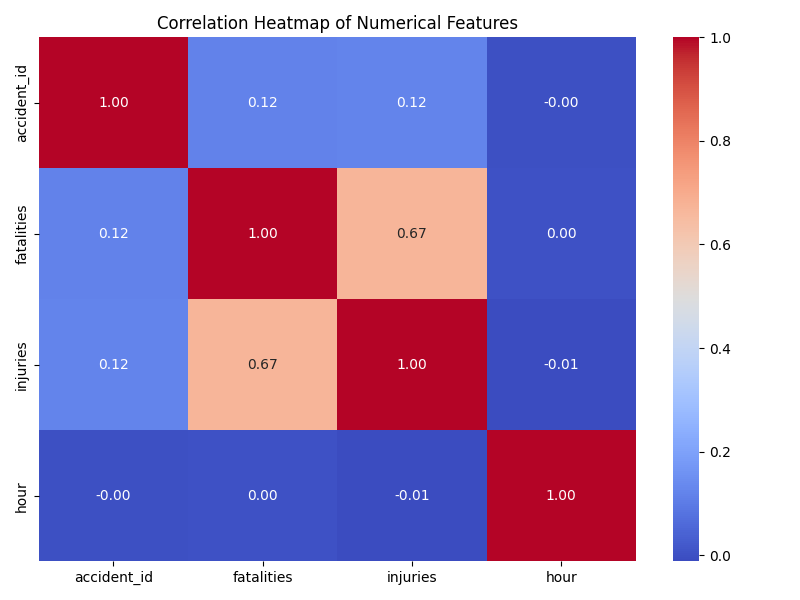 Correlation Heatmap of Numerical Features
accident_id
1.00
0.12
0.12
-0.00
fatalities
0.12
1.00
0.67
0.00
injuries
0.12
0.67
1.00
-0.01
hour
-0.00
0.00
-0.01
1.00
accident_id
fatalities
injuries
hour
1.0
0.8
0.6
0.4
0.2
0.0